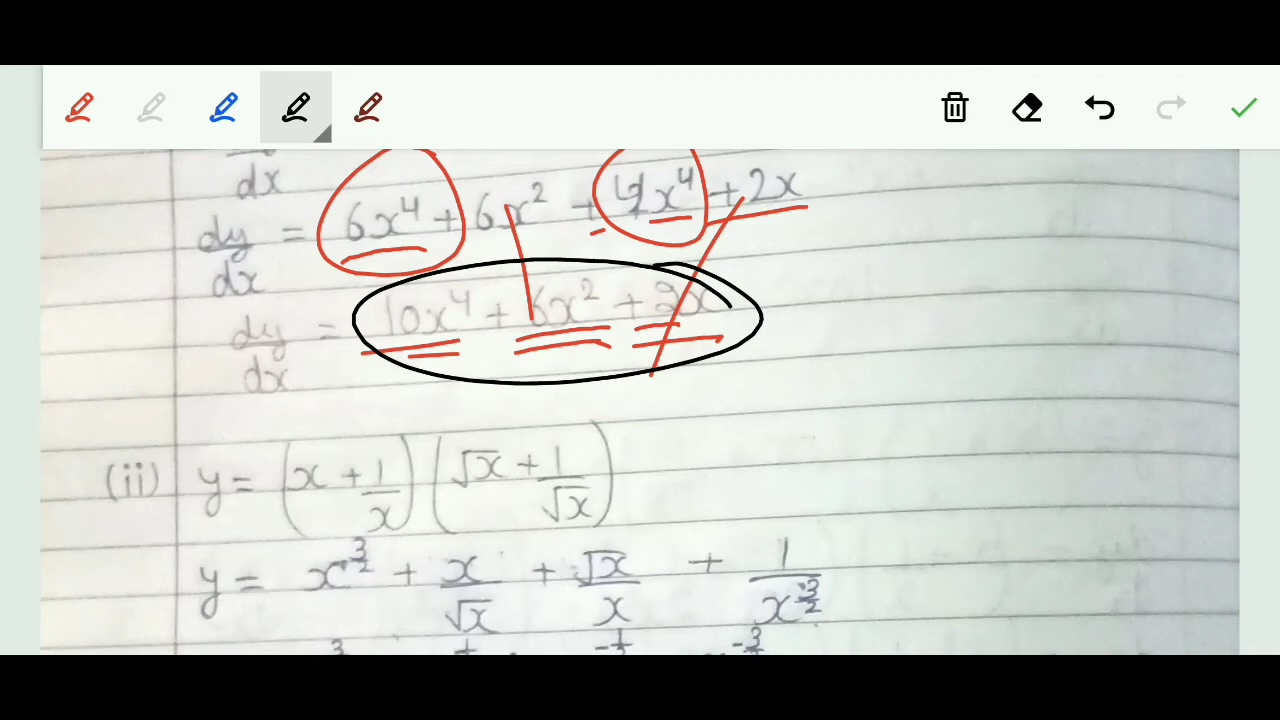 dx
dy/dx = 6x⁴ + 6x² + 4x⁴ + 2x
dy/dx = 10x⁴ + 6x² + 2x
(ii) y = (x + 1/x) (√x + 1/√x)
y = x^(3/2) + x/√x + √x/x + 1/x^(3/2)